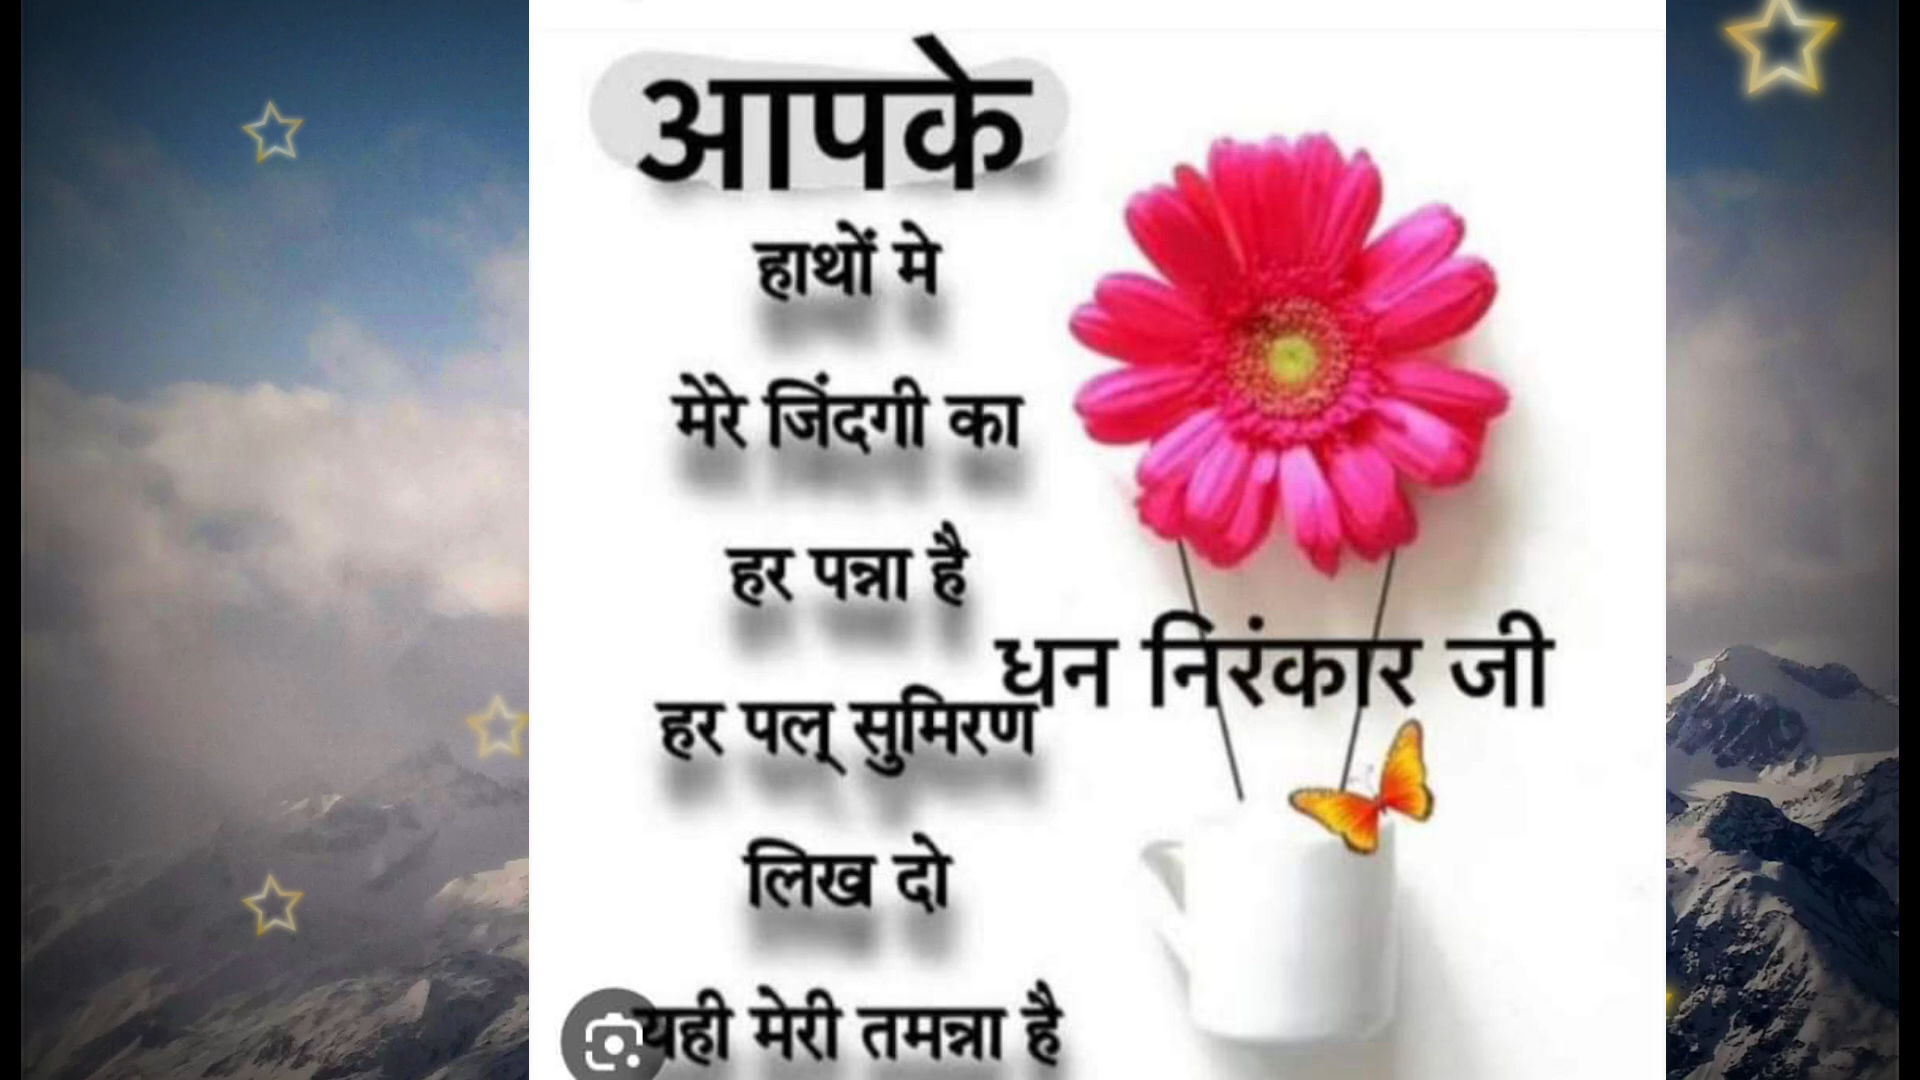 आपके
हाथों मे
मेरे जिंदगी का
हर पन्ना है
हर पल् सुमिरण
लिख दो
यही मेरी तमन्ना है
धन निरंकार जी